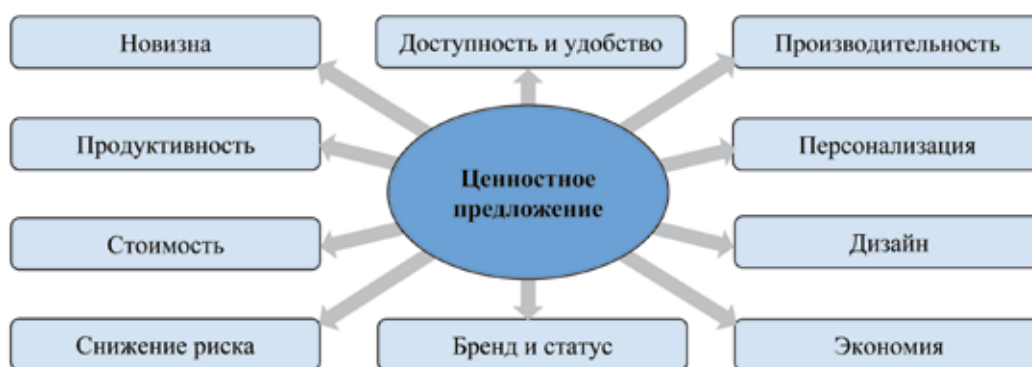 Новизна
Доступность и удобство
Производительность
Продуктивность
Персонализация
Ценностное
предложение
Стоимость
Дизайн
Снижение риска
Бренд и статус
Экономия